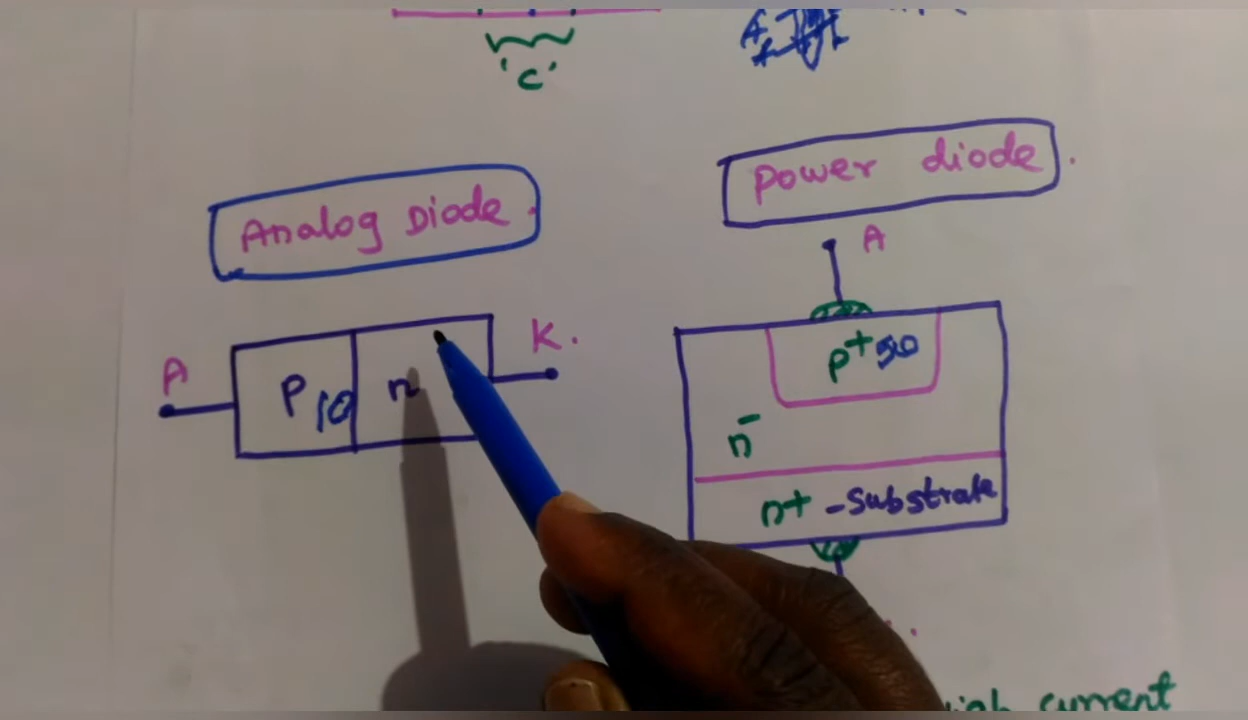 'c'
Power diode.
Analog Diode.
A
A
K.
P 10
n
p+ 50
n-
n+ - Substrate
current